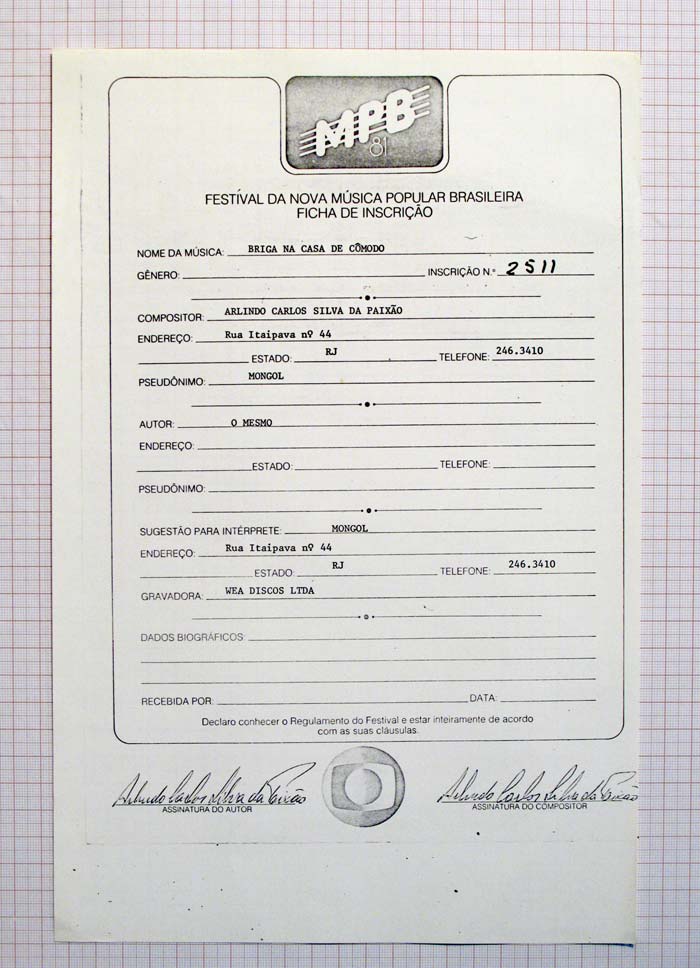 MPB
81
FESTÍVAL DA NOVA MÚSICA POPULAR BRASILEIRA
FICHA DE INSCRIÇÃO
NOME DA MÚSICA: BRIGA NA CASA DE CÔMODO
GÊNERO: INSCRIÇÃO N.º 2511
COMPOSITOR: ARLINDO CARLOS SILVA DA PAIXÃO
ENDEREÇO: Rua Itaipava nº 44
ESTADO: RJ TELEFONE: 246.3410
PSEUDÔNIMO: MONGOL
AUTOR: O MESMO
ENDEREÇO:
ESTADO: TELEFONE:
PSEUDÔNIMO:
SUGESTÃO PARA INTÉRPRETE: MONGOL
ENDEREÇO: Rua Itaipava nº 44
ESTADO: RJ TELEFONE: 246.3410
GRAVADORA: WEA DISCOS LTDA
DADOS BIOGRÁFICOS:
RECEBIDA POR: DATA:
Declaro conhecer o Regulamento do Festival e estar inteiramente de acordo
com as suas cláusulas.
Arlindo Carlos Silva da Paixão Arlindo Carlos Silva da Paixão
ASSINATURA DO AUTOR ASSINATURA DO COMPOSITOR